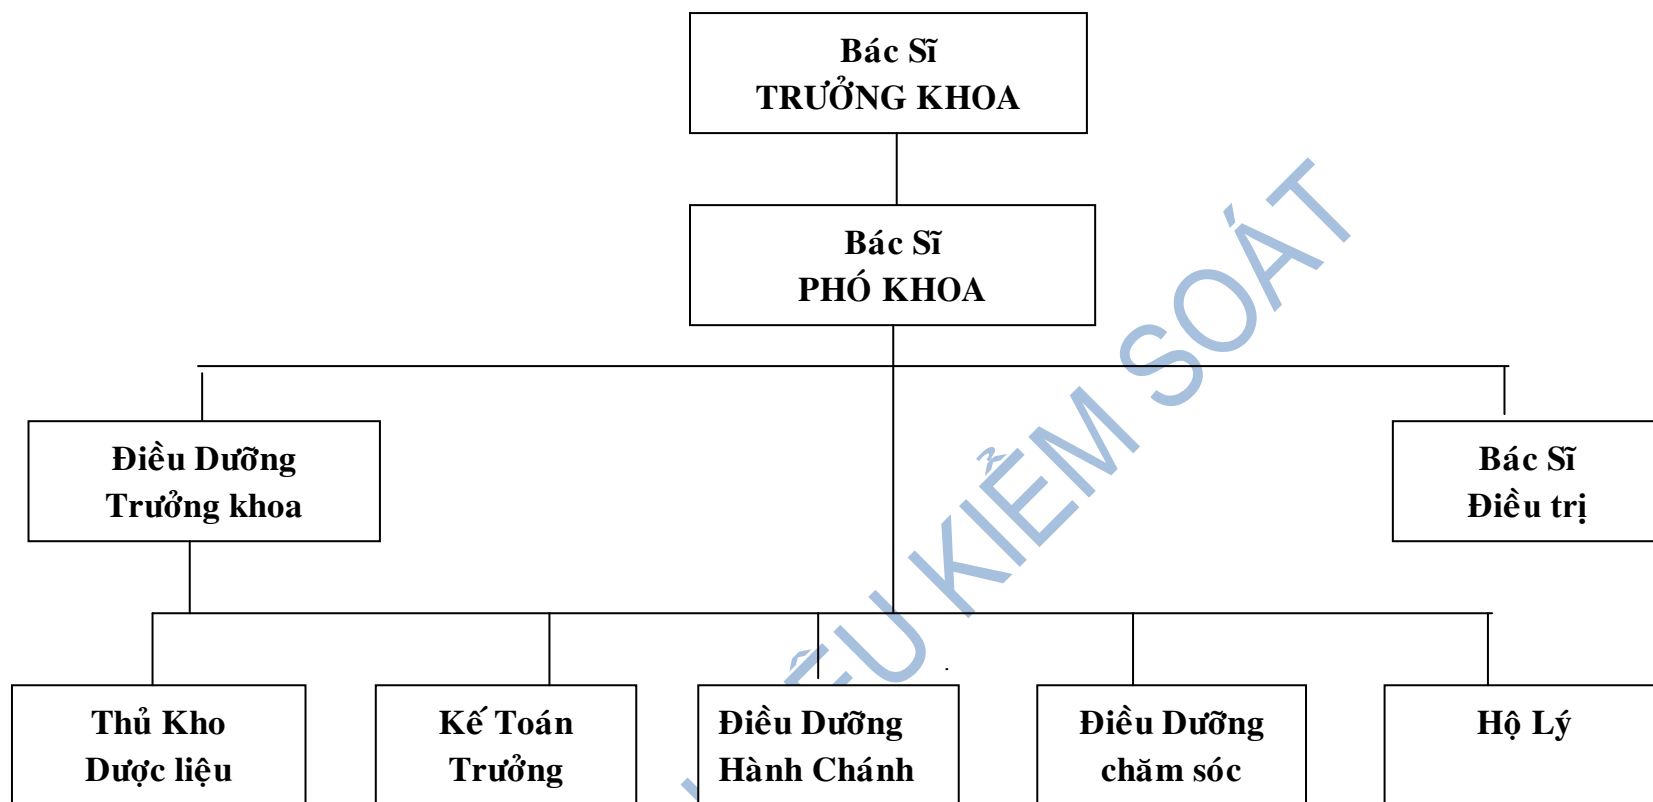 Bác Sĩ
TRƯỞNG KHOA
Bác Sĩ
PHÓ KHOA
Điều Dưỡng
Trưởng khoa
Bác Sĩ
Điều trị
Thủ Kho
Dược liệu
Kế Toán
Trưởng
Điều Dưỡng
Hành Chánh
Điều Dưỡng
chăm sóc
Hộ Lý
KIỂM SOÁT